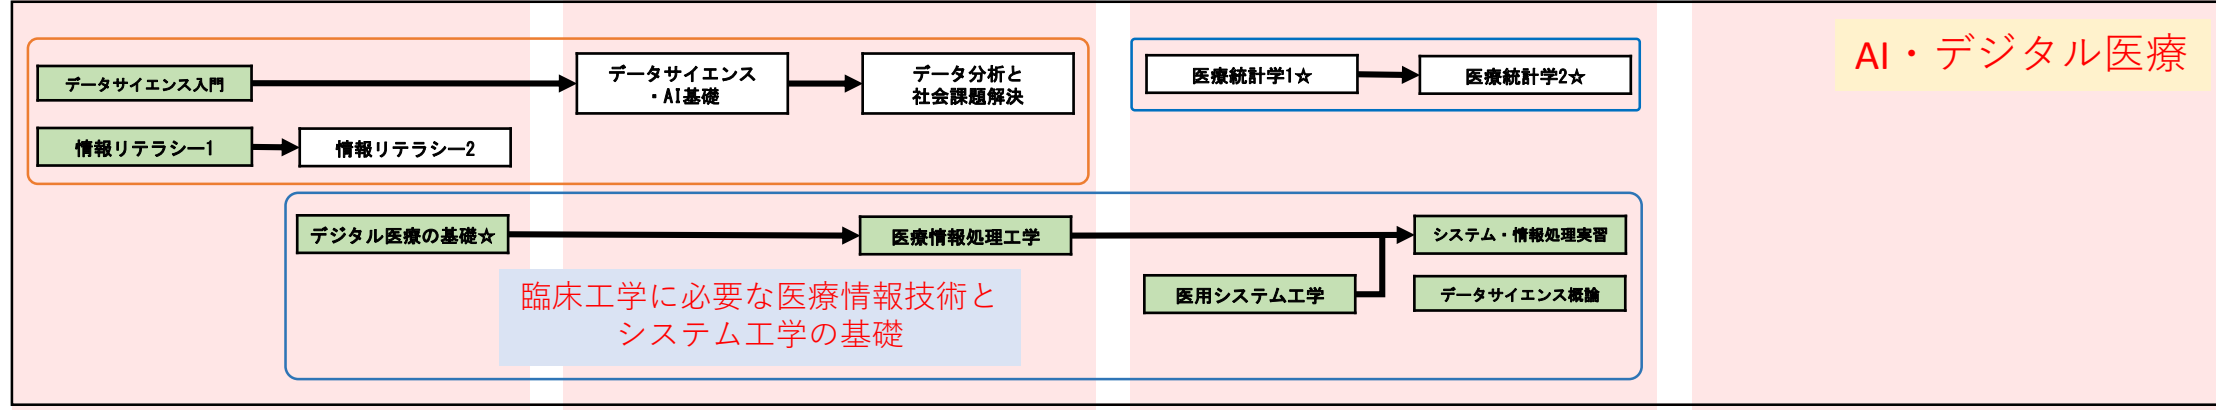 AI・デジタル医療
データサイエンス入門
データサイエンス
・AI基礎
データ分析と
社会課題解決
医療統計学1☆
医療統計学2☆
情報リテラシー1
情報リテラシー2
デジタル医療の基礎☆
医療情報処理工学
システム・情報処理実習
医用システム工学
データサイエンス概論
臨床工学に必要な医療情報技術と
システム工学の基礎